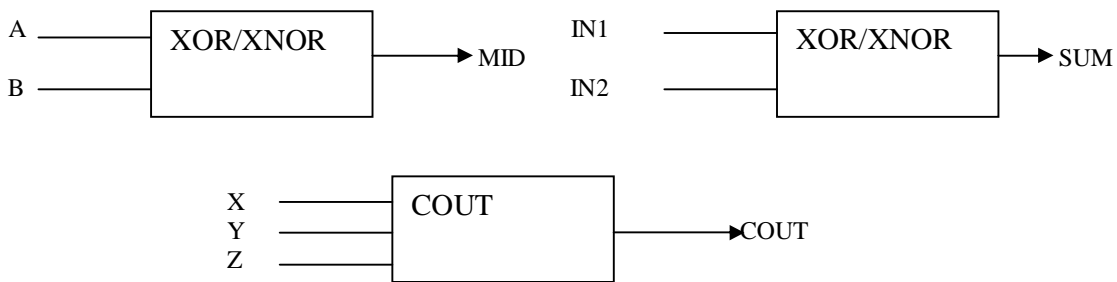 A
B
XOR/XNOR
MID
IN1
IN2
XOR/XNOR
SUM
X
Y
Z
COUT
COUT